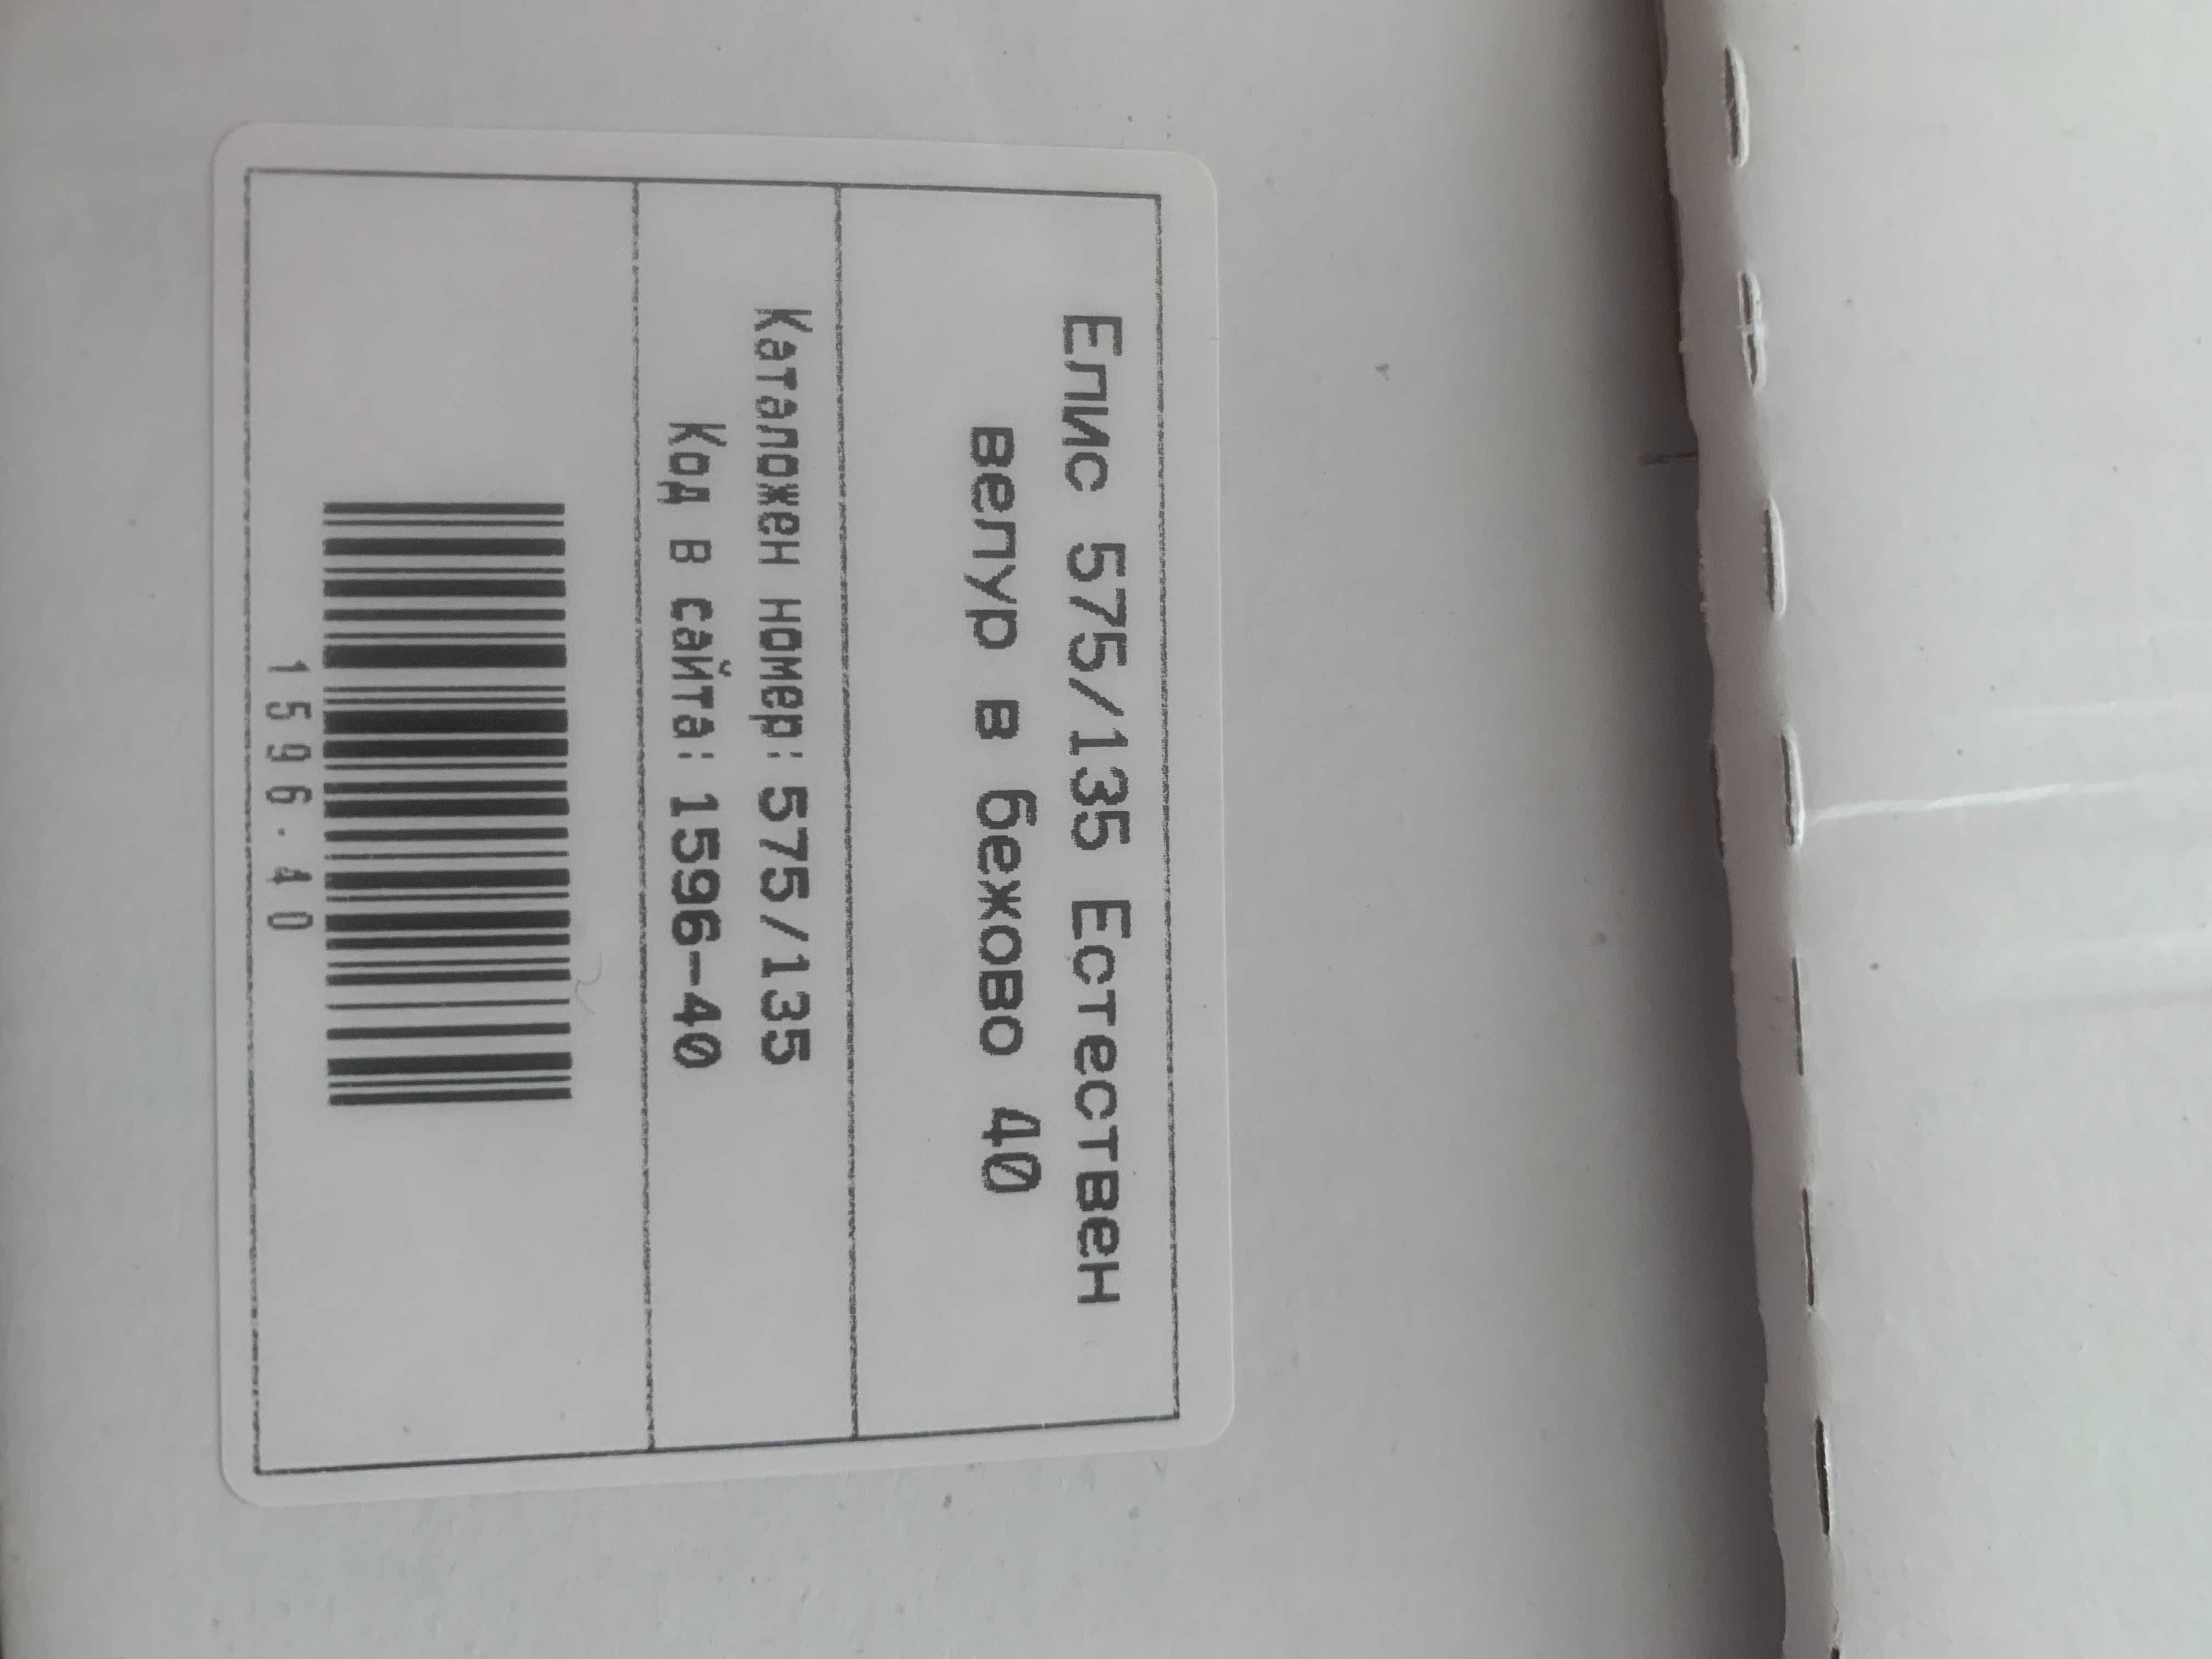 Елис 575/135 Естествен
велур в бежово 40
Каталожен номер: 575/135
Код в сайта: 1596-40
1596-40